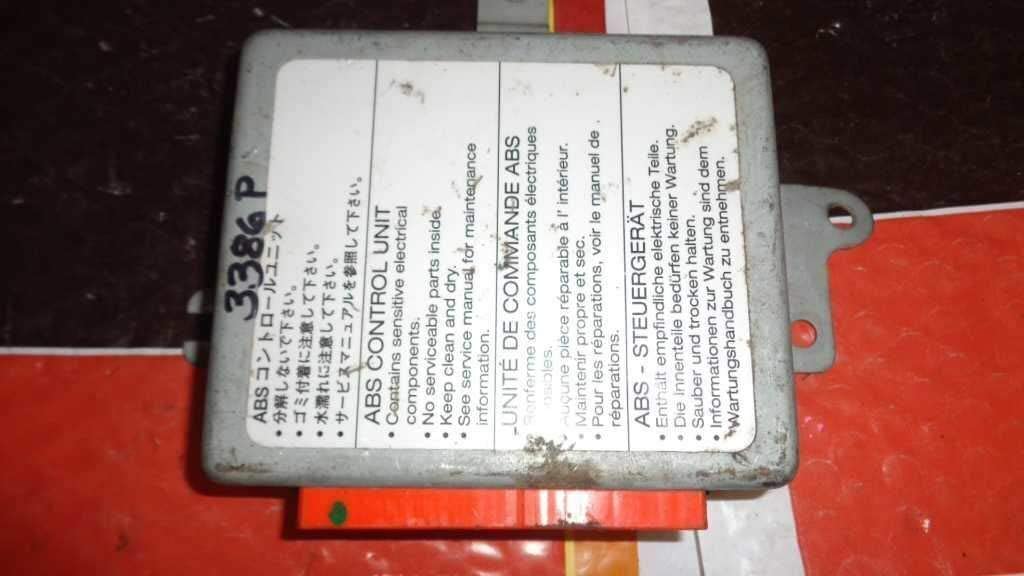 3386P
ABS コントロールユニット
• 分解しないで下さい。
• ゴミ付着に注意して下さい。
• 水濡れに注意して下さい。
• サービスマニュアルを参照して下さい。
ABS CONTROL UNIT
• Contains sensitive electrical
components.
• No serviceable parts inside.
• Keep clean and dry.
• See service manual for maintenance
information.
UNITÉ DE COMMANDE ABS
Renferme des composants électriques
• Aucune pièce réparable à l' intérieur.
• Maintenir propre et sec.
• Pour les réparations, voir le manuel de
réparations.
ABS - STEUERGERÄT
• Enthält empfindliche elektrische Teile.
• Die Innenteile bedürfen keiner Wartung.
• Sauber und trocken halten.
• Informationen zur Wartung sind dem
Wartungshandbuch zu entnehmen.